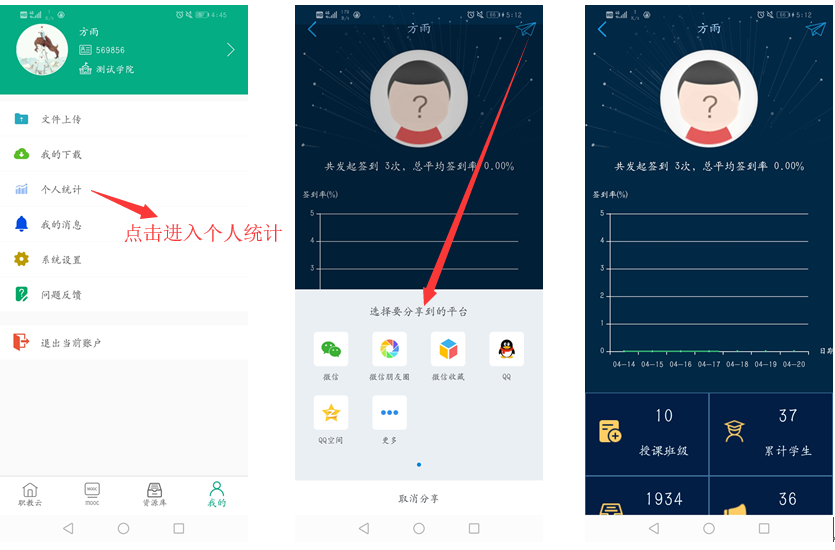 4:45
方雨
569856
测试学院
文件上传
我的下载
个人统计
点击进入个人统计
我的消息
系统设置
问题反馈
退出当前账户
职教云
mooc
资源库
我的
5:12
方雨
?
共发起签到 3次，总平均签到率 0.00%
签到率(%)
5
4
3
选择要分享到的平台
微信
微信朋友圈
微信收藏
QQ
QQ空间
更多
取消分享
5:12
方雨
?
共发起签到 3次，总平均签到率 0.00%
签到率(%)
5
4
3
2
1
0
日期
04-14 04-15 04-16 04-17 04-18 04-19 04-20
10
授课班级
37
累计学生
1934
36